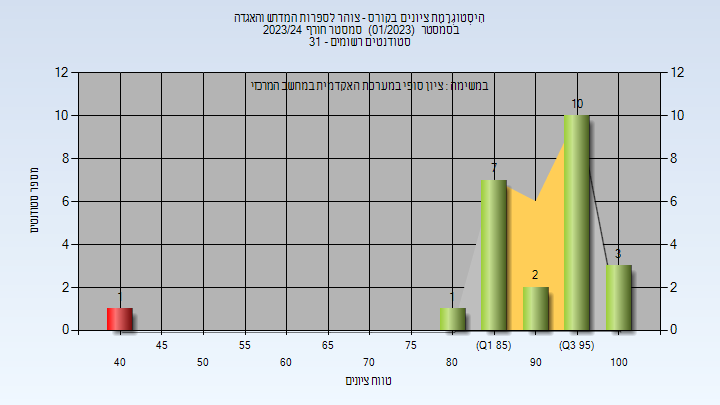 היסטוגרמת ציונים בקורס - צוהר לספרות המדרש והאגדה
בסמסטר (01/2023) סמסטר חורף 2023/24
סטודנטים רשומים - 31
במשימה : ציון סופי במערכת האקדמית במחשב המרכזי
12 12
10 10
8 8
6 6
4 4
2 2
0 0
מספר סטודנטים
1 1 7 2 10 3
45 55 65 75 (Q1 85) (Q3 95)
40 50 60 70 80 90 100
טווח ציונים